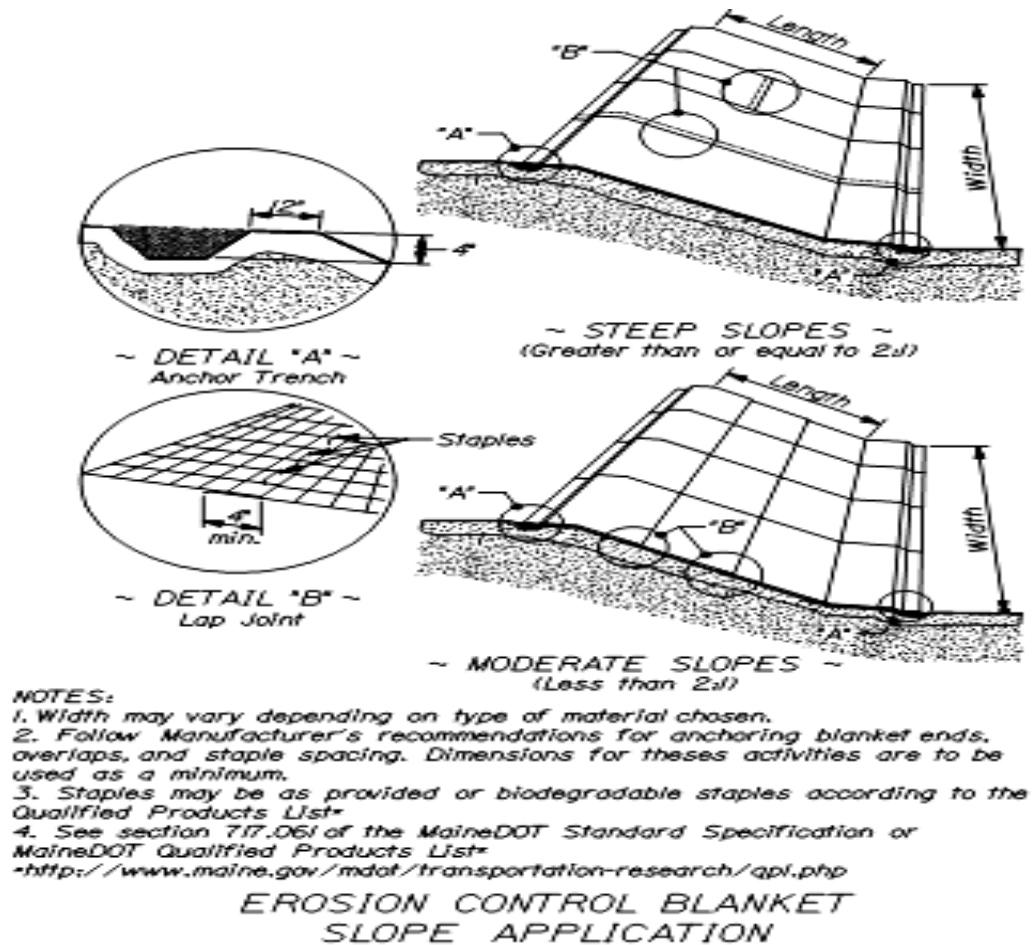 Length
"B"
"A"
Width
12"
4"
"A"
~ STEEP SLOPES ~
(Greater than or equal to 2:1)
~ DETAIL "A" ~
Anchor Trench
Length
Staples
"A"
"B"
Width
4"
min.
"A"
~ DETAIL "B" ~
Lap Joint
~ MODERATE SLOPES ~
(Less than 2:1)
NOTES:
1. Width may vary depending on type of material chosen.
2. Follow Manufacturer's recommendations for anchoring blanket ends,
overlaps, and staple spacing. Dimensions for theses activities are to be
used as a minimum.
3. Staples may be as provided or biodegradable staples according to the
Qualified Products List*
4. See section 717.061 of the MaineDOT Standard Specification or
MaineDOT Qualified Products List*
*http://www.maine.gov/mdot/transportation-research/qpl.php
EROSION CONTROL BLANKET
SLOPE APPLICATION